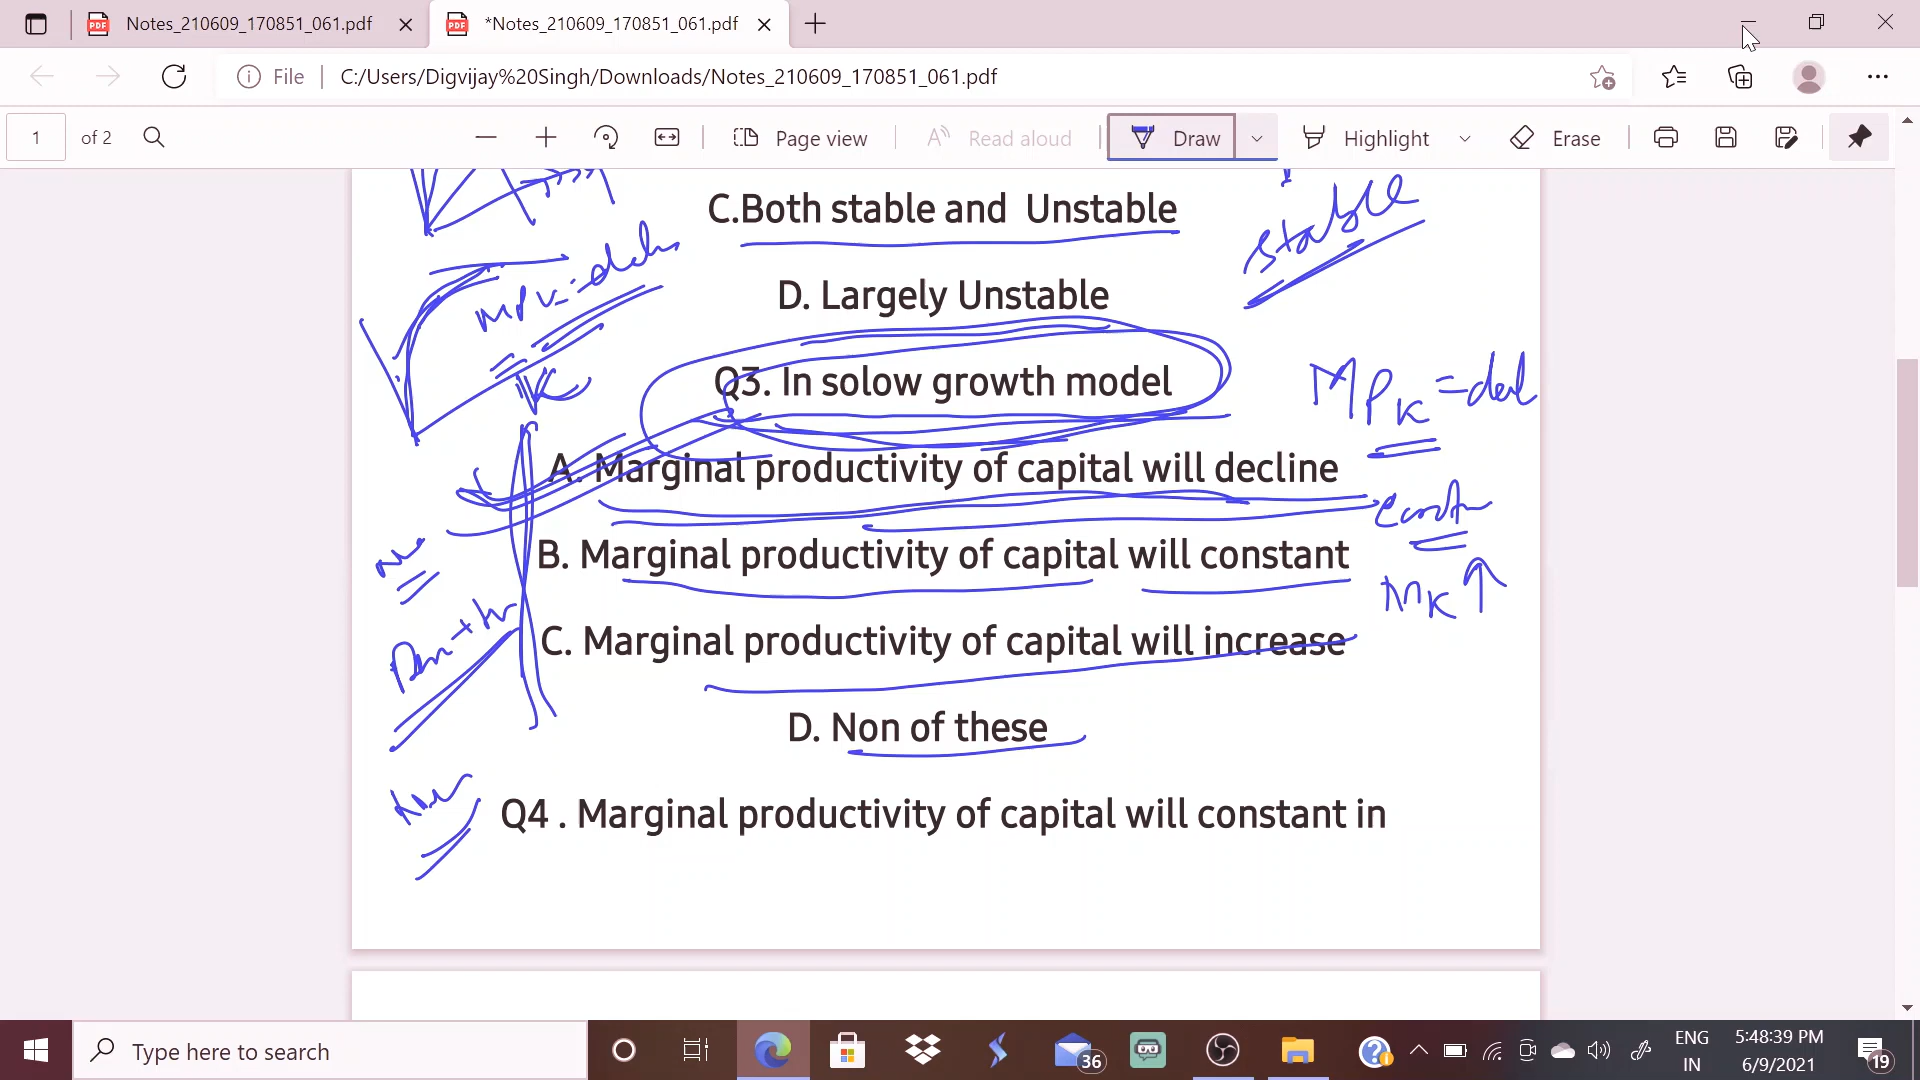 Notes_210609_170851_061.pdf
*Notes_210609_170851_061.pdf
File
C:/Users/Digvijay%20Singh/Downloads/Notes_210609_170851_061.pdf
1 of 2
Page view
Read aloud
Draw
Highlight
Erase
C.Both stable and Unstable
stable
D. Largely Unstable
Q3. In solow growth model
MPK =
A. Marginal productivity of capital will decline
B. Marginal productivity of capital will constant
MK ↑
C. Marginal productivity of capital will increase
D. Non of these
Q4 . Marginal productivity of capital will constant in
Type here to search
36
ENG
IN
5:48:39 PM
6/9/2021
19